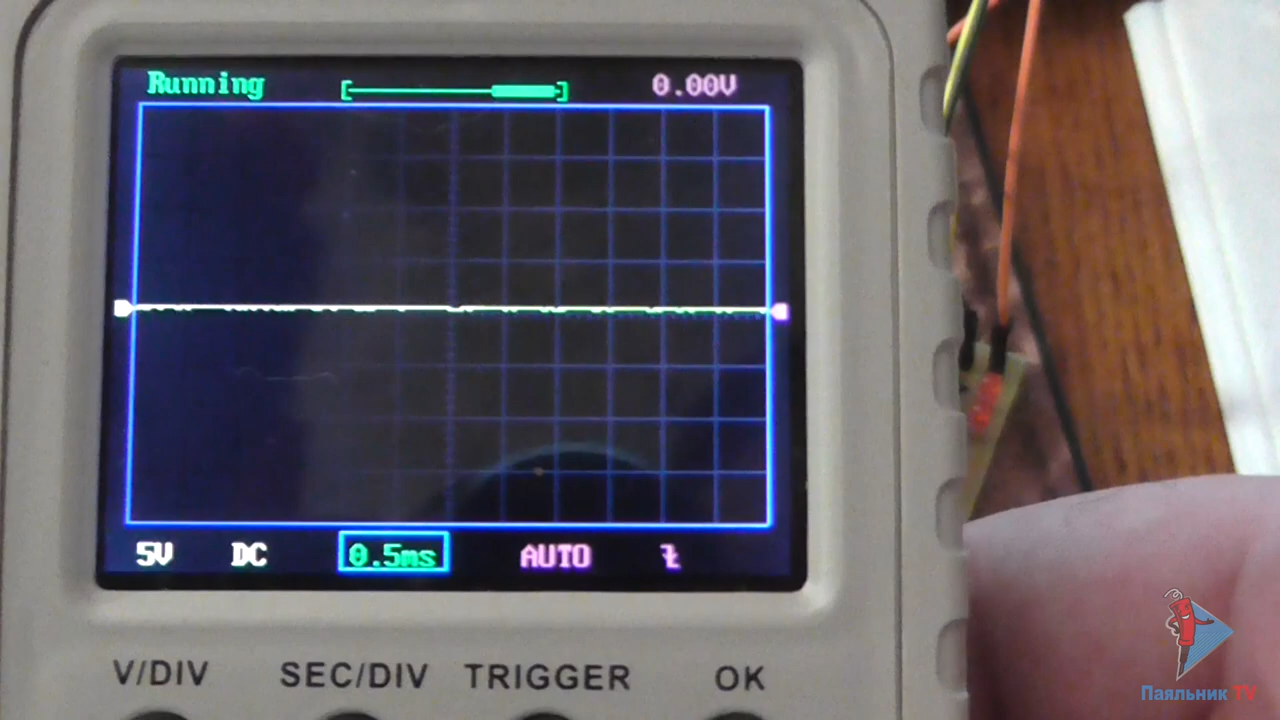 Running 0.00V
5V DC 0.5ms AUTO
V/DIV SEC/DIV TRIGGER OK
Паяльник TV